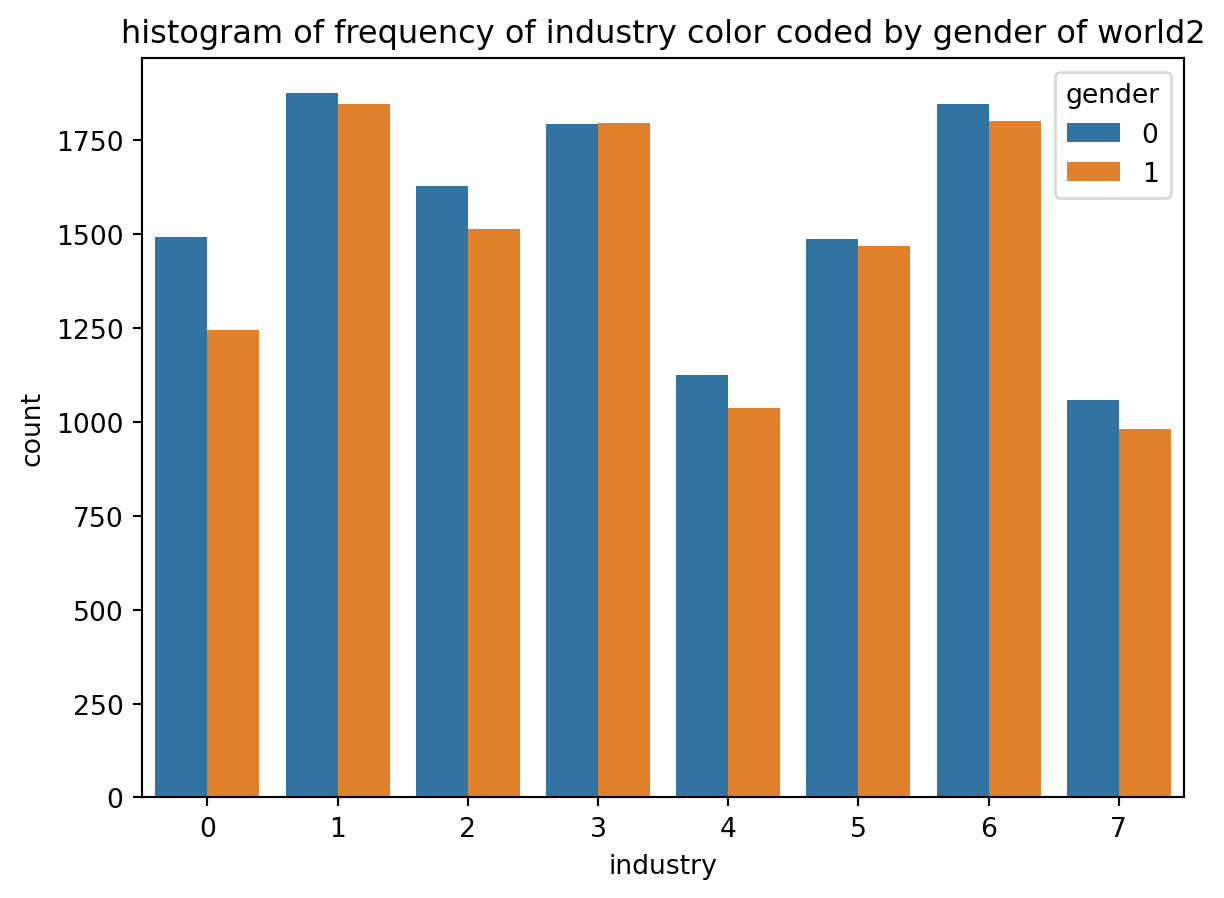 histogram of frequency of industry color coded by gender of world2
gender
0
1
count
1750
1500
1250
1000
750
500
250
0
0 1 2 3 4 5 6 7
industry